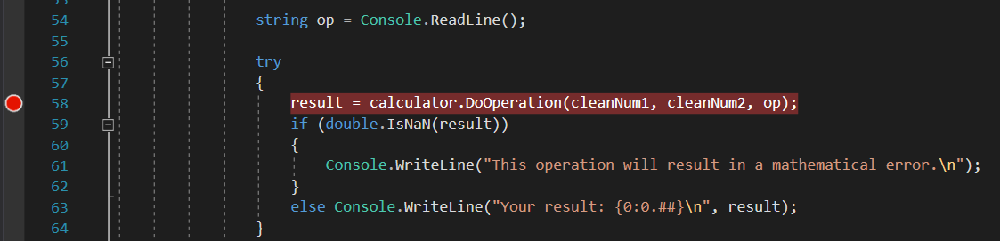 54 string op = Console.ReadLine();
55
56 try
57 {
58 result = calculator.DoOperation(cleanNum1, cleanNum2, op);
59 if (double.IsNaN(result))
60 {
61 Console.WriteLine("This operation will result in a mathematical error.\n");
62 }
63 else Console.WriteLine("Your result: {0:0.##}\n", result);
64 }